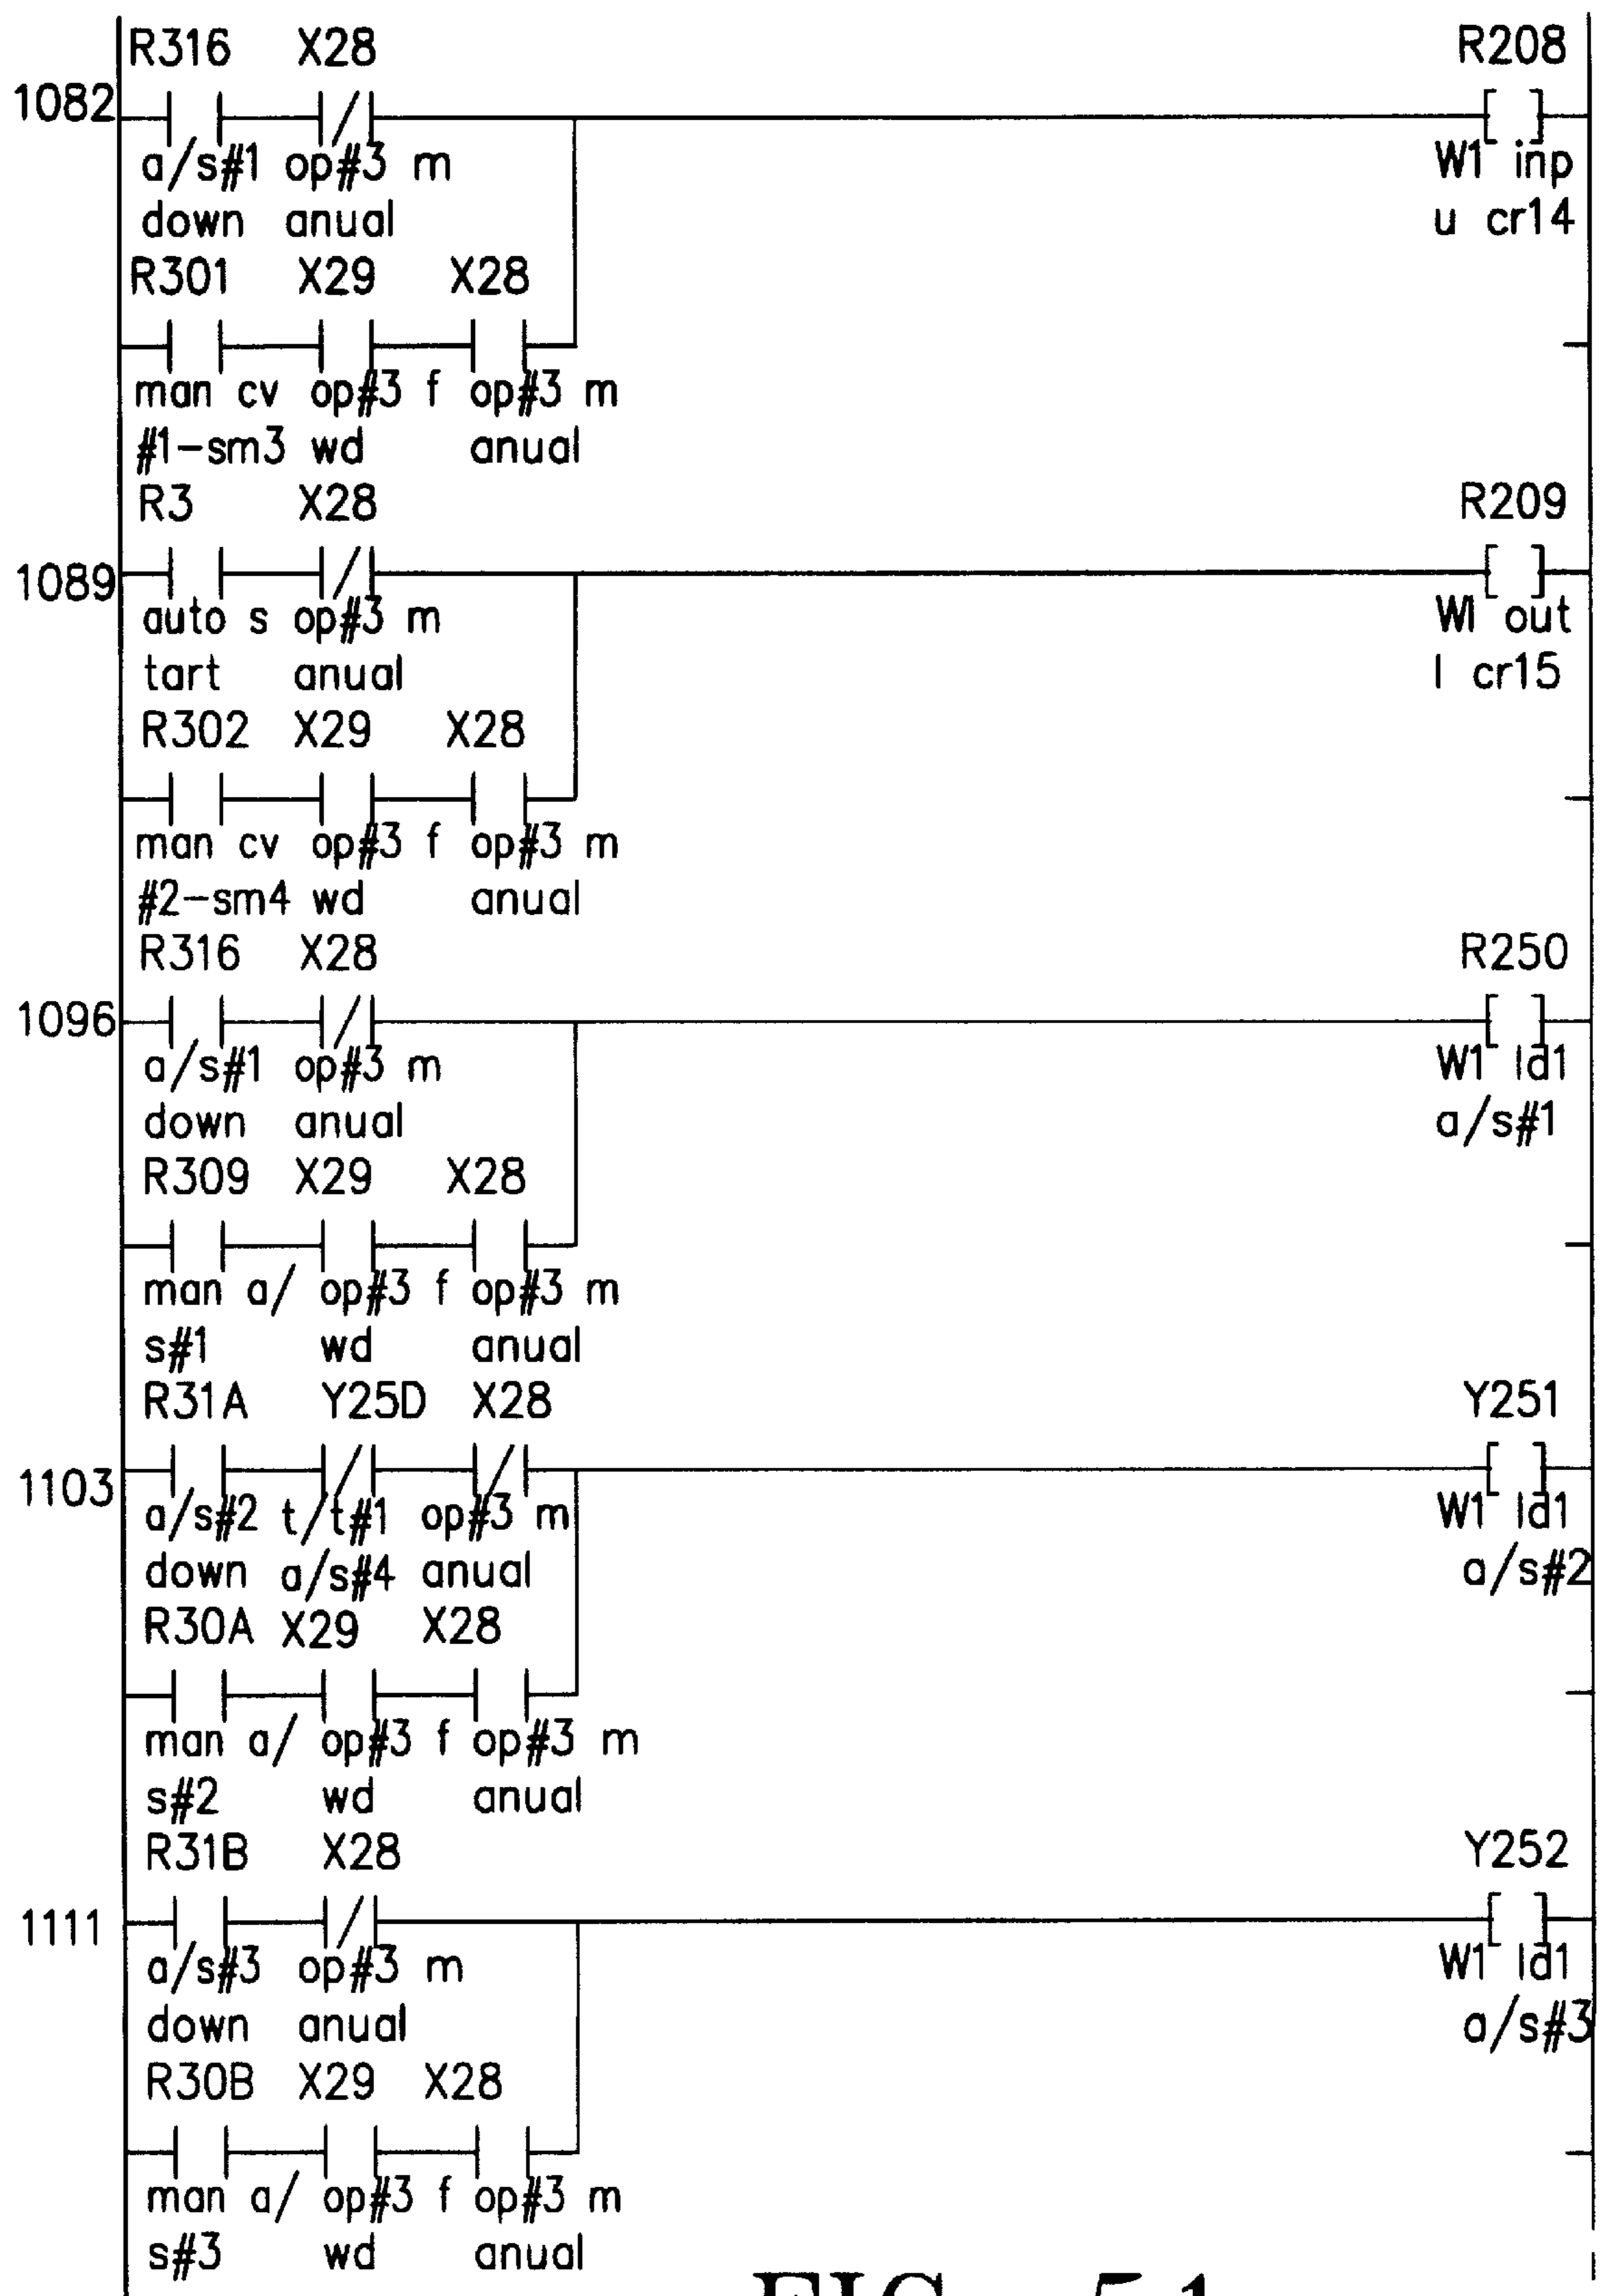 R316 X28 R208
1082
a/s#1 op#3 m W1 inp
down anual u cr14
R301 X29 X28
man cv op#3 f op#3 m
#1-sm3 wd anual
R3 X28 R209
1089
auto s op#3 m W1 out
tart anual l cr15
R302 X29 X28
man cv op#3 f op#3 m
#2-sm4 wd anual
R316 X28 R250
1096
a/s#1 op#3 m W1 ld1
down anual a/s#1
R309 X29 X28
man a/ op#3 f op#3 m
s#1 wd anual
R31A Y25D X28 Y251
1103
a/s#2 t/t#1 op#3 m W1 ld1
down a/s#4 anual a/s#2
R30A X29 X28
man a/ op#3 f op#3 m
s#2 wd anual
R31B X28 Y252
1111
a/s#3 op#3 m W1 ld1
down anual a/s#3
R30B X29 X28
man a/ op#3 f op#3 m
s#3 wd anual